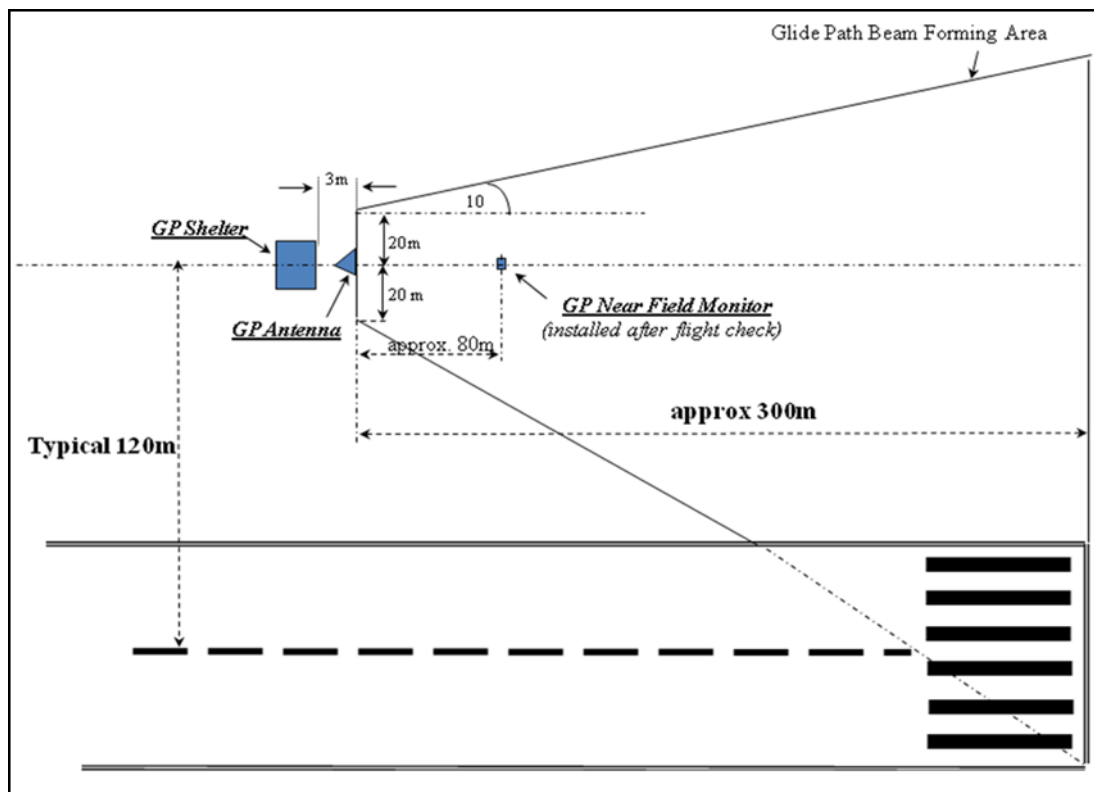 Glide Path Beam Forming Area
3m
10
GP Shelter
20m
20 m
GP Antenna
GP Near Field Monitor
(installed after flight check)
approx. 80m
approx 300m
Typical 120m